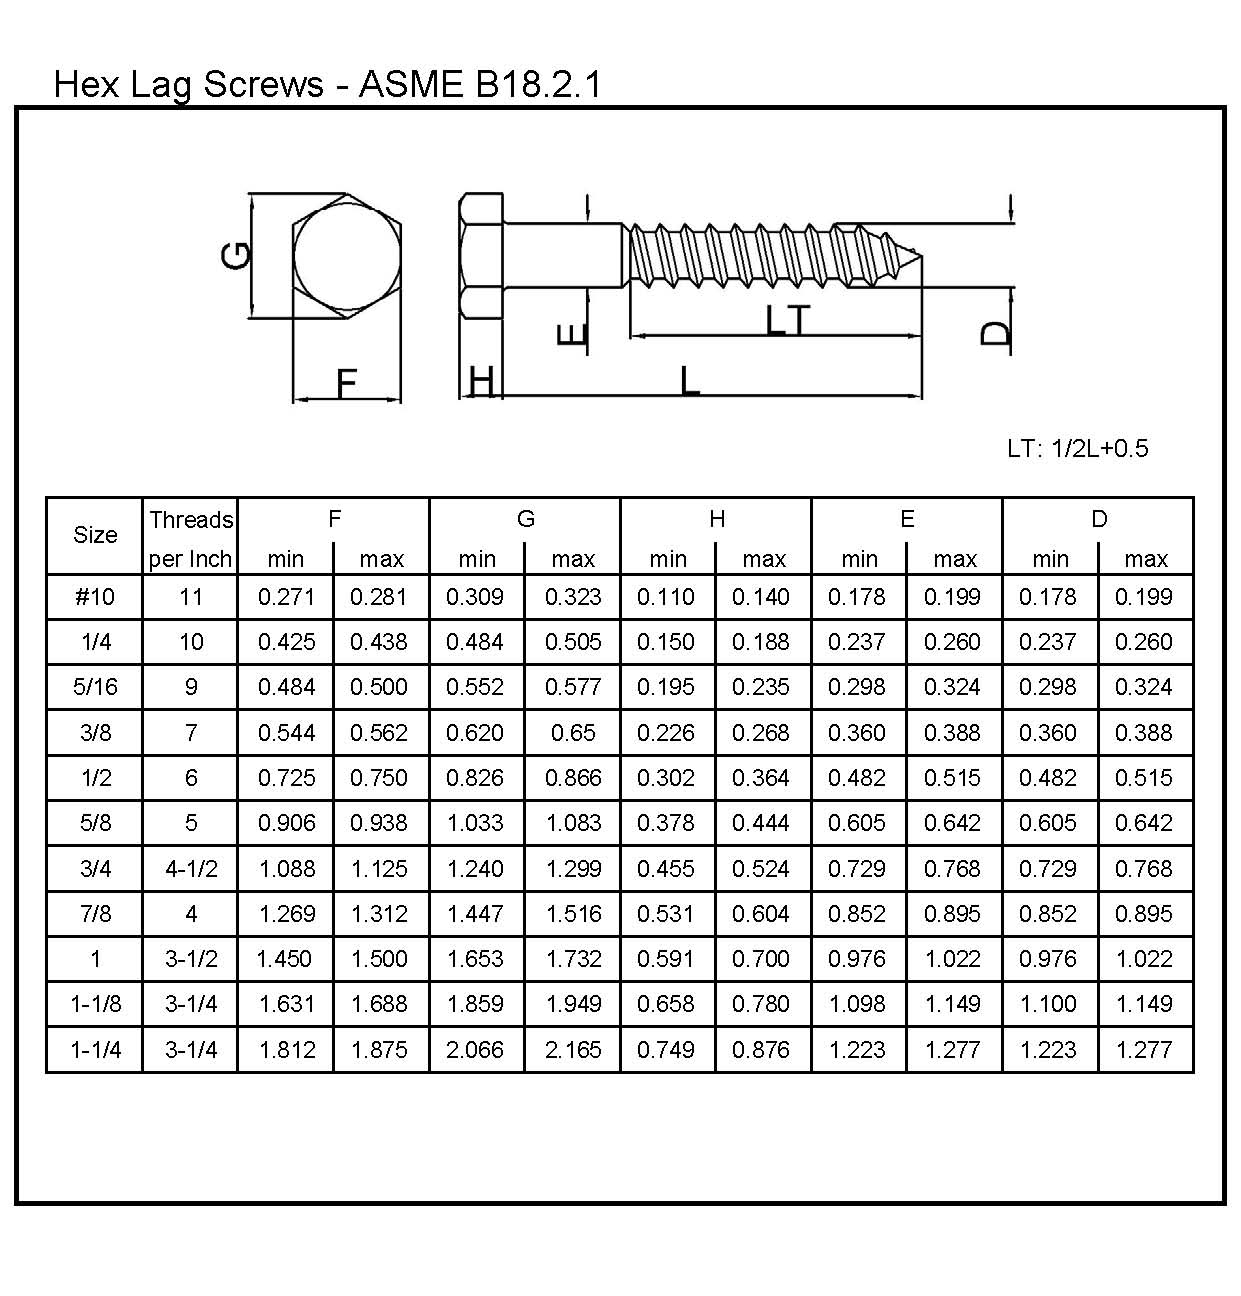 Hex Lag Screws - ASME B18.2.1
G
F
H
E
LT
L
D
LT: 1/2L+0.5
Size Threads per Inch F G H E D
min max min max min max min max min max
#10 11 0.271 0.281 0.309 0.323 0.110 0.140 0.178 0.199 0.178 0.199
1/4 10 0.425 0.438 0.484 0.505 0.150 0.188 0.237 0.260 0.237 0.260
5/16 9 0.484 0.500 0.552 0.577 0.195 0.235 0.298 0.324 0.298 0.324
3/8 7 0.544 0.562 0.620 0.65 0.226 0.268 0.360 0.388 0.360 0.388
1/2 6 0.725 0.750 0.826 0.866 0.302 0.364 0.482 0.515 0.482 0.515
5/8 5 0.906 0.938 1.033 1.083 0.378 0.444 0.605 0.642 0.605 0.642
3/4 4-1/2 1.088 1.125 1.240 1.299 0.455 0.524 0.729 0.768 0.729 0.768
7/8 4 1.269 1.312 1.447 1.516 0.531 0.604 0.852 0.895 0.852 0.895
1 3-1/2 1.450 1.500 1.653 1.732 0.591 0.700 0.976 1.022 0.976 1.022
1-1/8 3-1/4 1.631 1.688 1.859 1.949 0.658 0.780 1.098 1.149 1.100 1.149
1-1/4 3-1/4 1.812 1.875 2.066 2.165 0.749 0.876 1.223 1.277 1.223 1.277